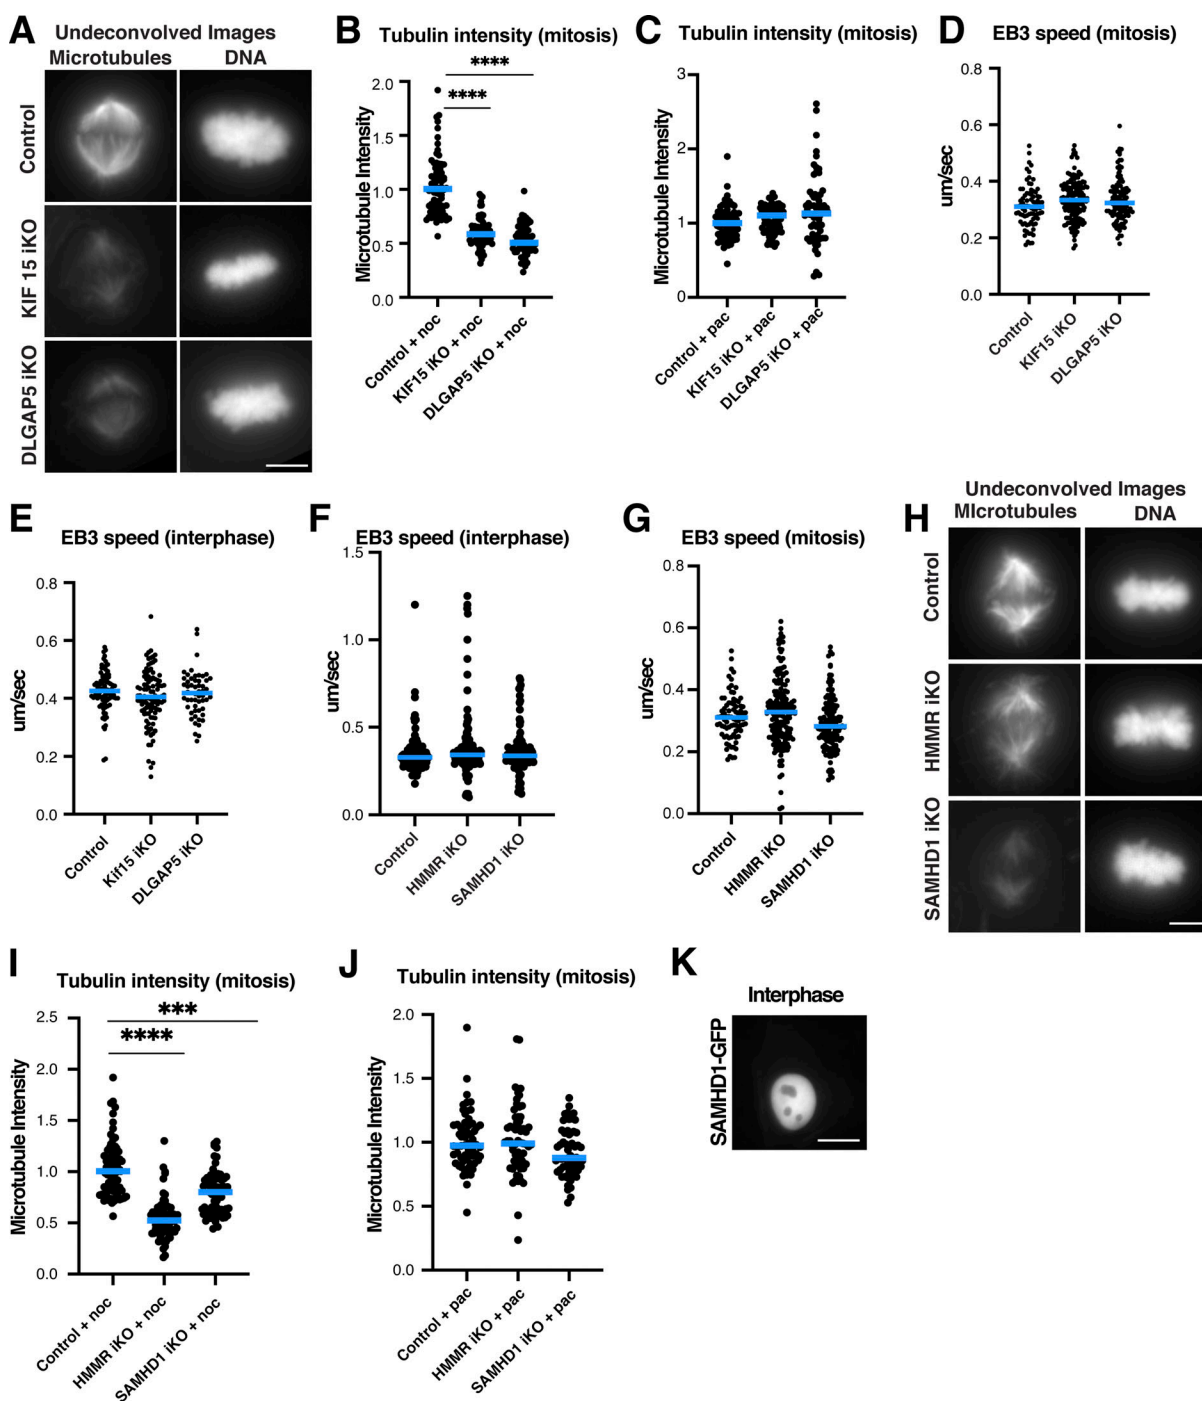 A
Undeconvolved Images
Microtubules DNA
Control
KIF 15 iKO
DLGAP5 iKO
B
Tubulin intensity (mitosis)
****
****
Microtubule Intensity
2.0
1.5
1.0
0.5
0.0
Control + noc
KIF15 iKO + noc
DLGAP5 iKO + noc
C
Tubulin intensity (mitosis)
Microtubule Intensity
3
2
1
0
Control + pac
KIF15 iKO + pac
DLGAP5 iKO + pac
D
EB3 speed (mitosis)
um/sec
0.8
0.6
0.4
0.2
0.0
Control
KIF15 iKO
DLGAP5 iKO
E
EB3 speed (interphase)
um/sec
0.8
0.6
0.4
0.2
0.0
Control
Kif15 iKO
DLGAP5 iKO
F
EB3 speed (interphase)
um/sec
1.5
1.0
0.5
0.0
Control
HMMR iKO
SAMHD1 iKO
G
EB3 speed (mitosis)
um/sec
0.8
0.6
0.4
0.2
0.0
Control
HMMR iKO
SAMHD1 iKO
H
Undeconvolved Images
MIcrotubules DNA
Control
HMMR iKO
SAMHD1 iKO
I
Tubulin intensity (mitosis)
***
****
Microtubule Intensity
2.5
2.0
1.5
1.0
0.5
0.0
Control + noc
HMMR iKO + noc
SAMHD1 iKO + noc
J
Tubulin intensity (mitosis)
Microtubule Intensity
2.0
1.5
1.0
0.5
0.0
Control + pac
HMMR iKO + pac
SAMHD1 iKO + pac
K
Interphase
SAMHD1-GFP